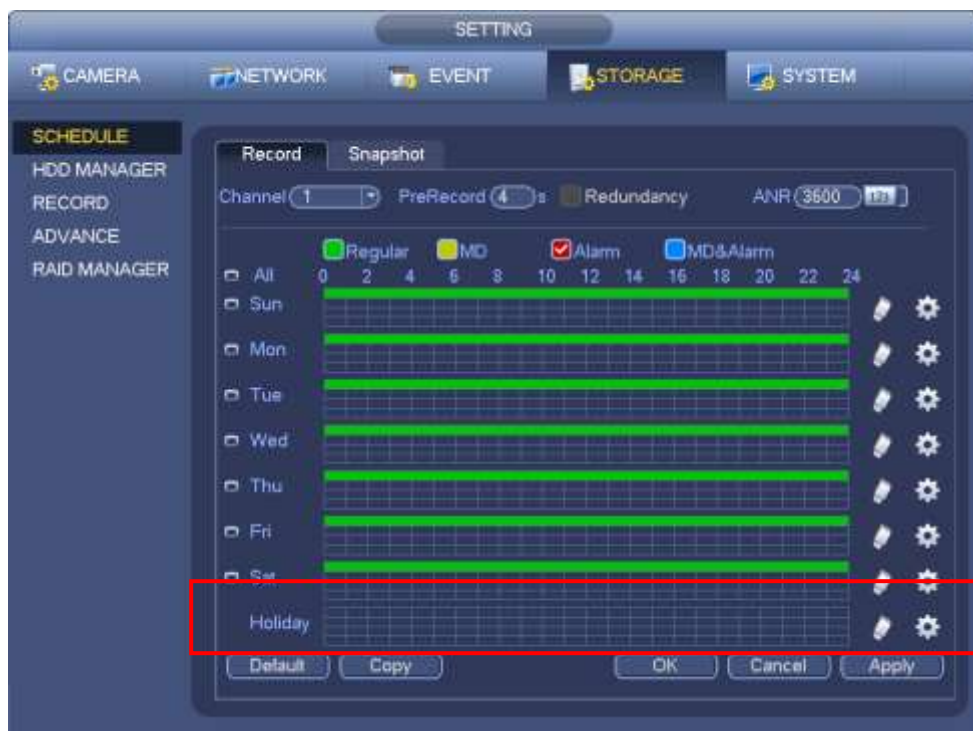 SETTING
CAMERA NETWORK EVENT STORAGE SYSTEM
SCHEDULE
HDD MANAGER
RECORD
ADVANCE
RAID MANAGER
Record Snapshot
Channel 1 PreRecord 4 s Redundancy ANR 3600 123
Regular MD Alarm MD&Alarm
All 0 2 4 6 8 10 12 14 16 18 20 22 24
Sun
Mon
Tue
Wed
Thu
Fri
Sat
Holiday
Default Copy OK Cancel Apply